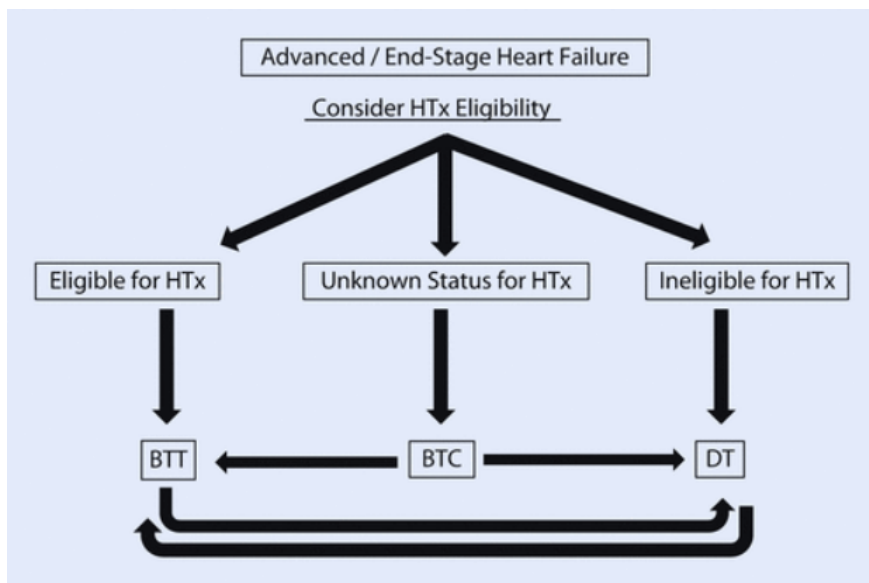 Advanced / End-Stage Heart Failure
Consider HTx Eligibility
Eligible for HTx
Unknown Status for HTx
Ineligible for HTx
BTT
BTC
DT